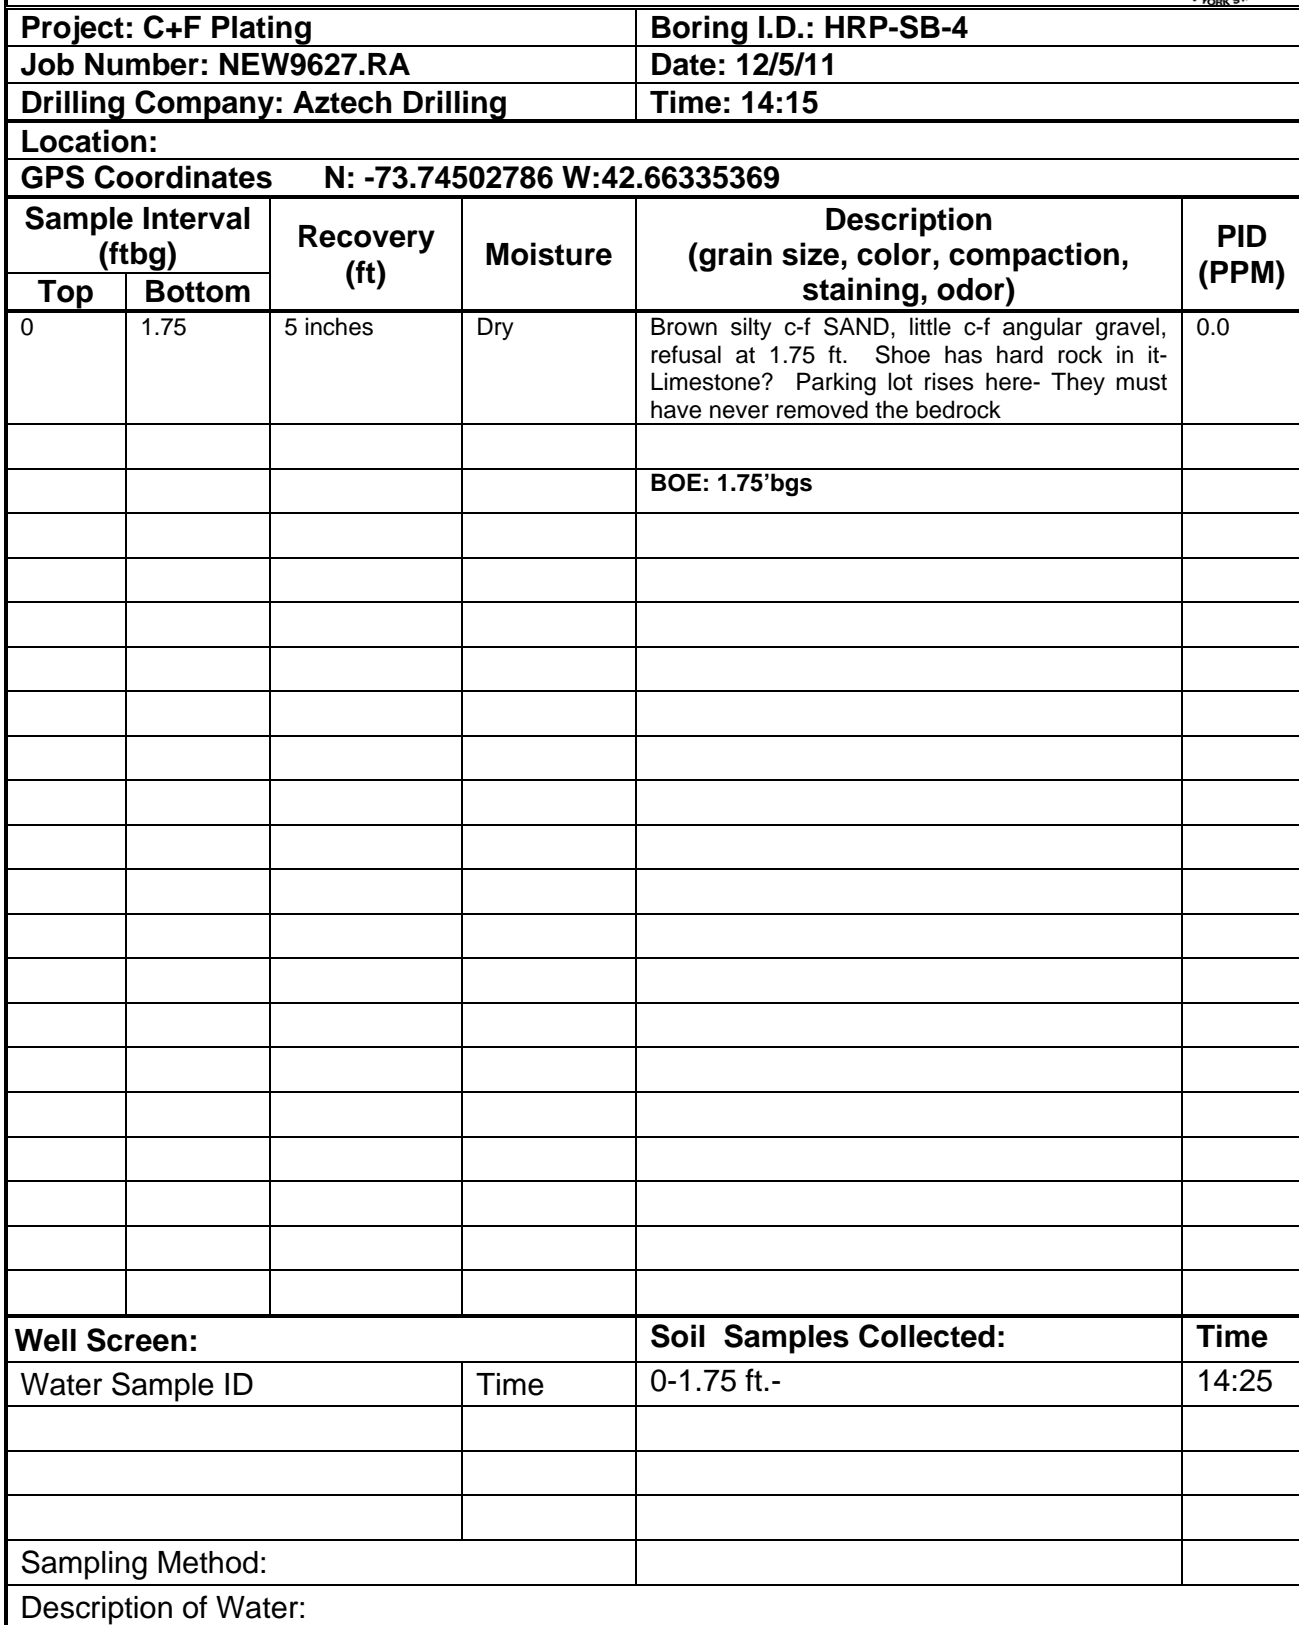 YORK
Project: C+F Plating
Boring I.D.: HRP-SB-4
Job Number: NEW9627.RA
Date: 12/5/11
Drilling Company: Aztech Drilling
Time: 14:15
Location:
GPS Coordinates N: -73.74502786 W:42.66335369
Sample Interval
(ftbg)
Top
Bottom
Recovery
(ft)
Moisture
Description
(grain size, color, compaction,
staining, odor)
PID
(PPM)
0
1.75
5 inches
Dry
Brown silty c-f SAND, little c-f angular gravel,
refusal at 1.75 ft. Shoe has hard rock in it-
Limestone? Parking lot rises here- They must
have never removed the bedrock
0.0
BOE: 1.75’bgs
Well Screen:
Soil Samples Collected:
Time
Water Sample ID
Time
0-1.75 ft.-
14:25
Sampling Method:
Description of Water: